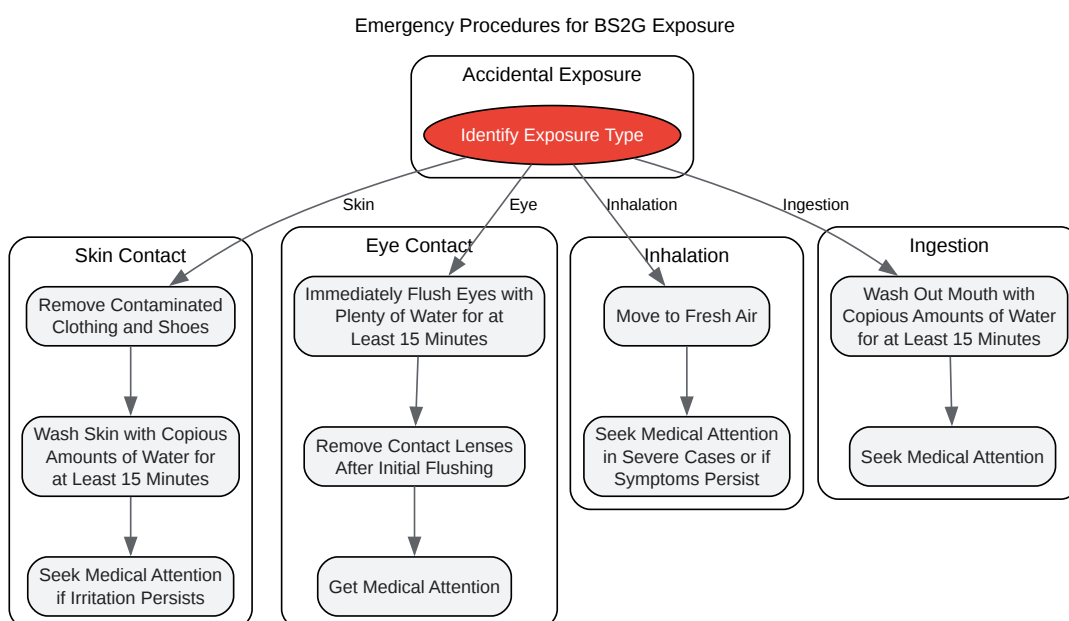 Emergency Procedures for BS2G Exposure
Accidental Exposure
Identify Exposure Type
Skin
Eye
Inhalation
Ingestion
Skin Contact
Remove Contaminated
Clothing and Shoes
Wash Skin with Copious
Amounts of Water for
at Least 15 Minutes
Seek Medical Attention
if Irritation Persists
Eye Contact
Immediately Flush Eyes with
Plenty of Water for at
Least 15 Minutes
Remove Contact Lenses
After Initial Flushing
Get Medical Attention
Inhalation
Move to Fresh Air
Seek Medical Attention
in Severe Cases or if
Symptoms Persist
Ingestion
Wash Out Mouth with
Copious Amounts of Water
for at Least 15 Minutes
Seek Medical Attention